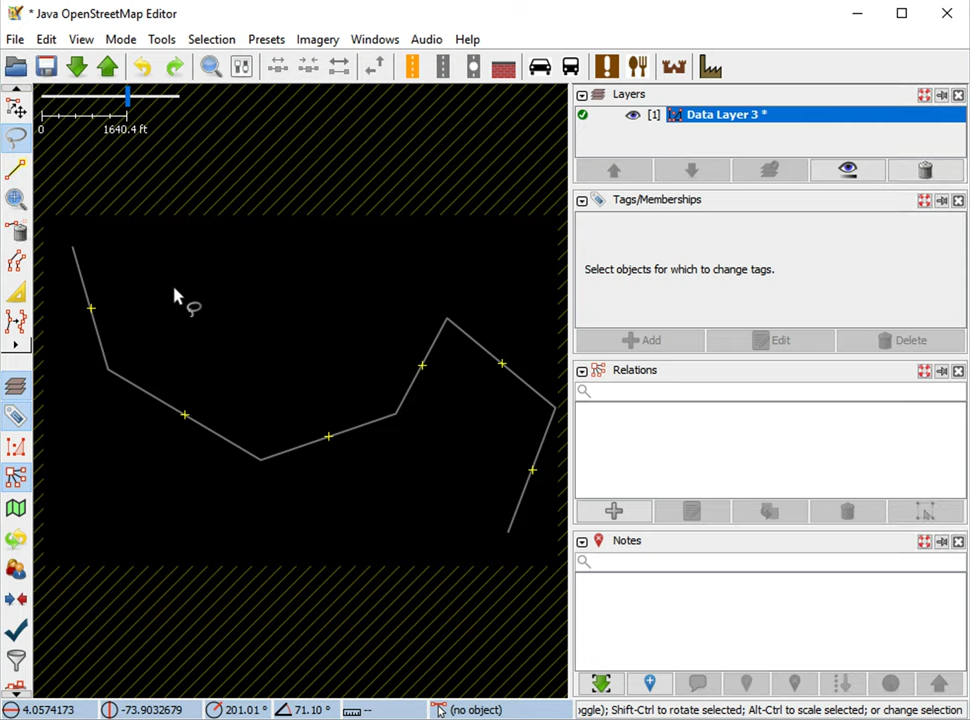 * Java OpenStreetMap Editor
File Edit View Mode Tools Selection Presets Imagery Windows Audio Help
0 1640.4 ft
Layers
[1] Data Layer 3 *
Tags/Memberships
Select objects for which to change tags.
Add Edit Delete
Relations
Notes
4.0574173 -73.9032679 201.01 ° 71.10 ° -- (no object) oggle); Shift-Ctrl to rotate selected; Alt-Ctrl to scale selected; or change selection